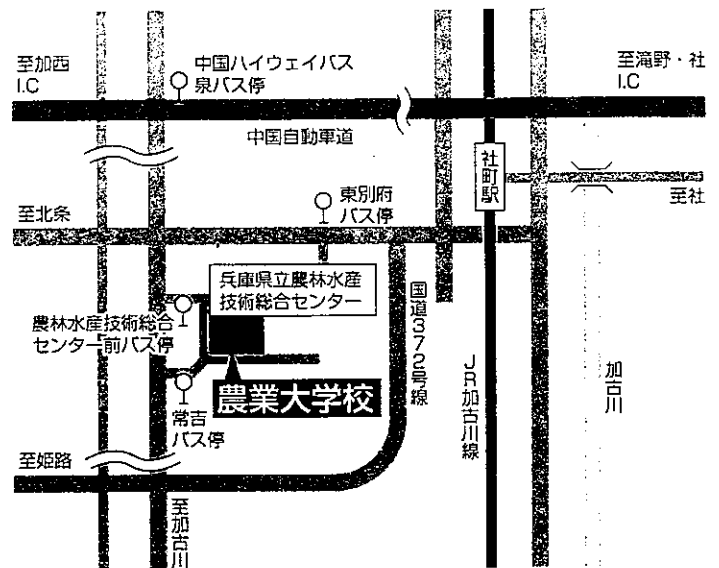 至加西
I.C
中国ハイウェイバス
泉バス停
至滝野・社
I.C
中国自動車道
社町駅
至社
東別府
バス停
至北条
兵庫県立農林水産
技術総合センター
農林水産技術総合
センター前バス停
国道372号線
JR加古川線
加古川
農業大学校
常吉
バス停
至姫路
至加古川